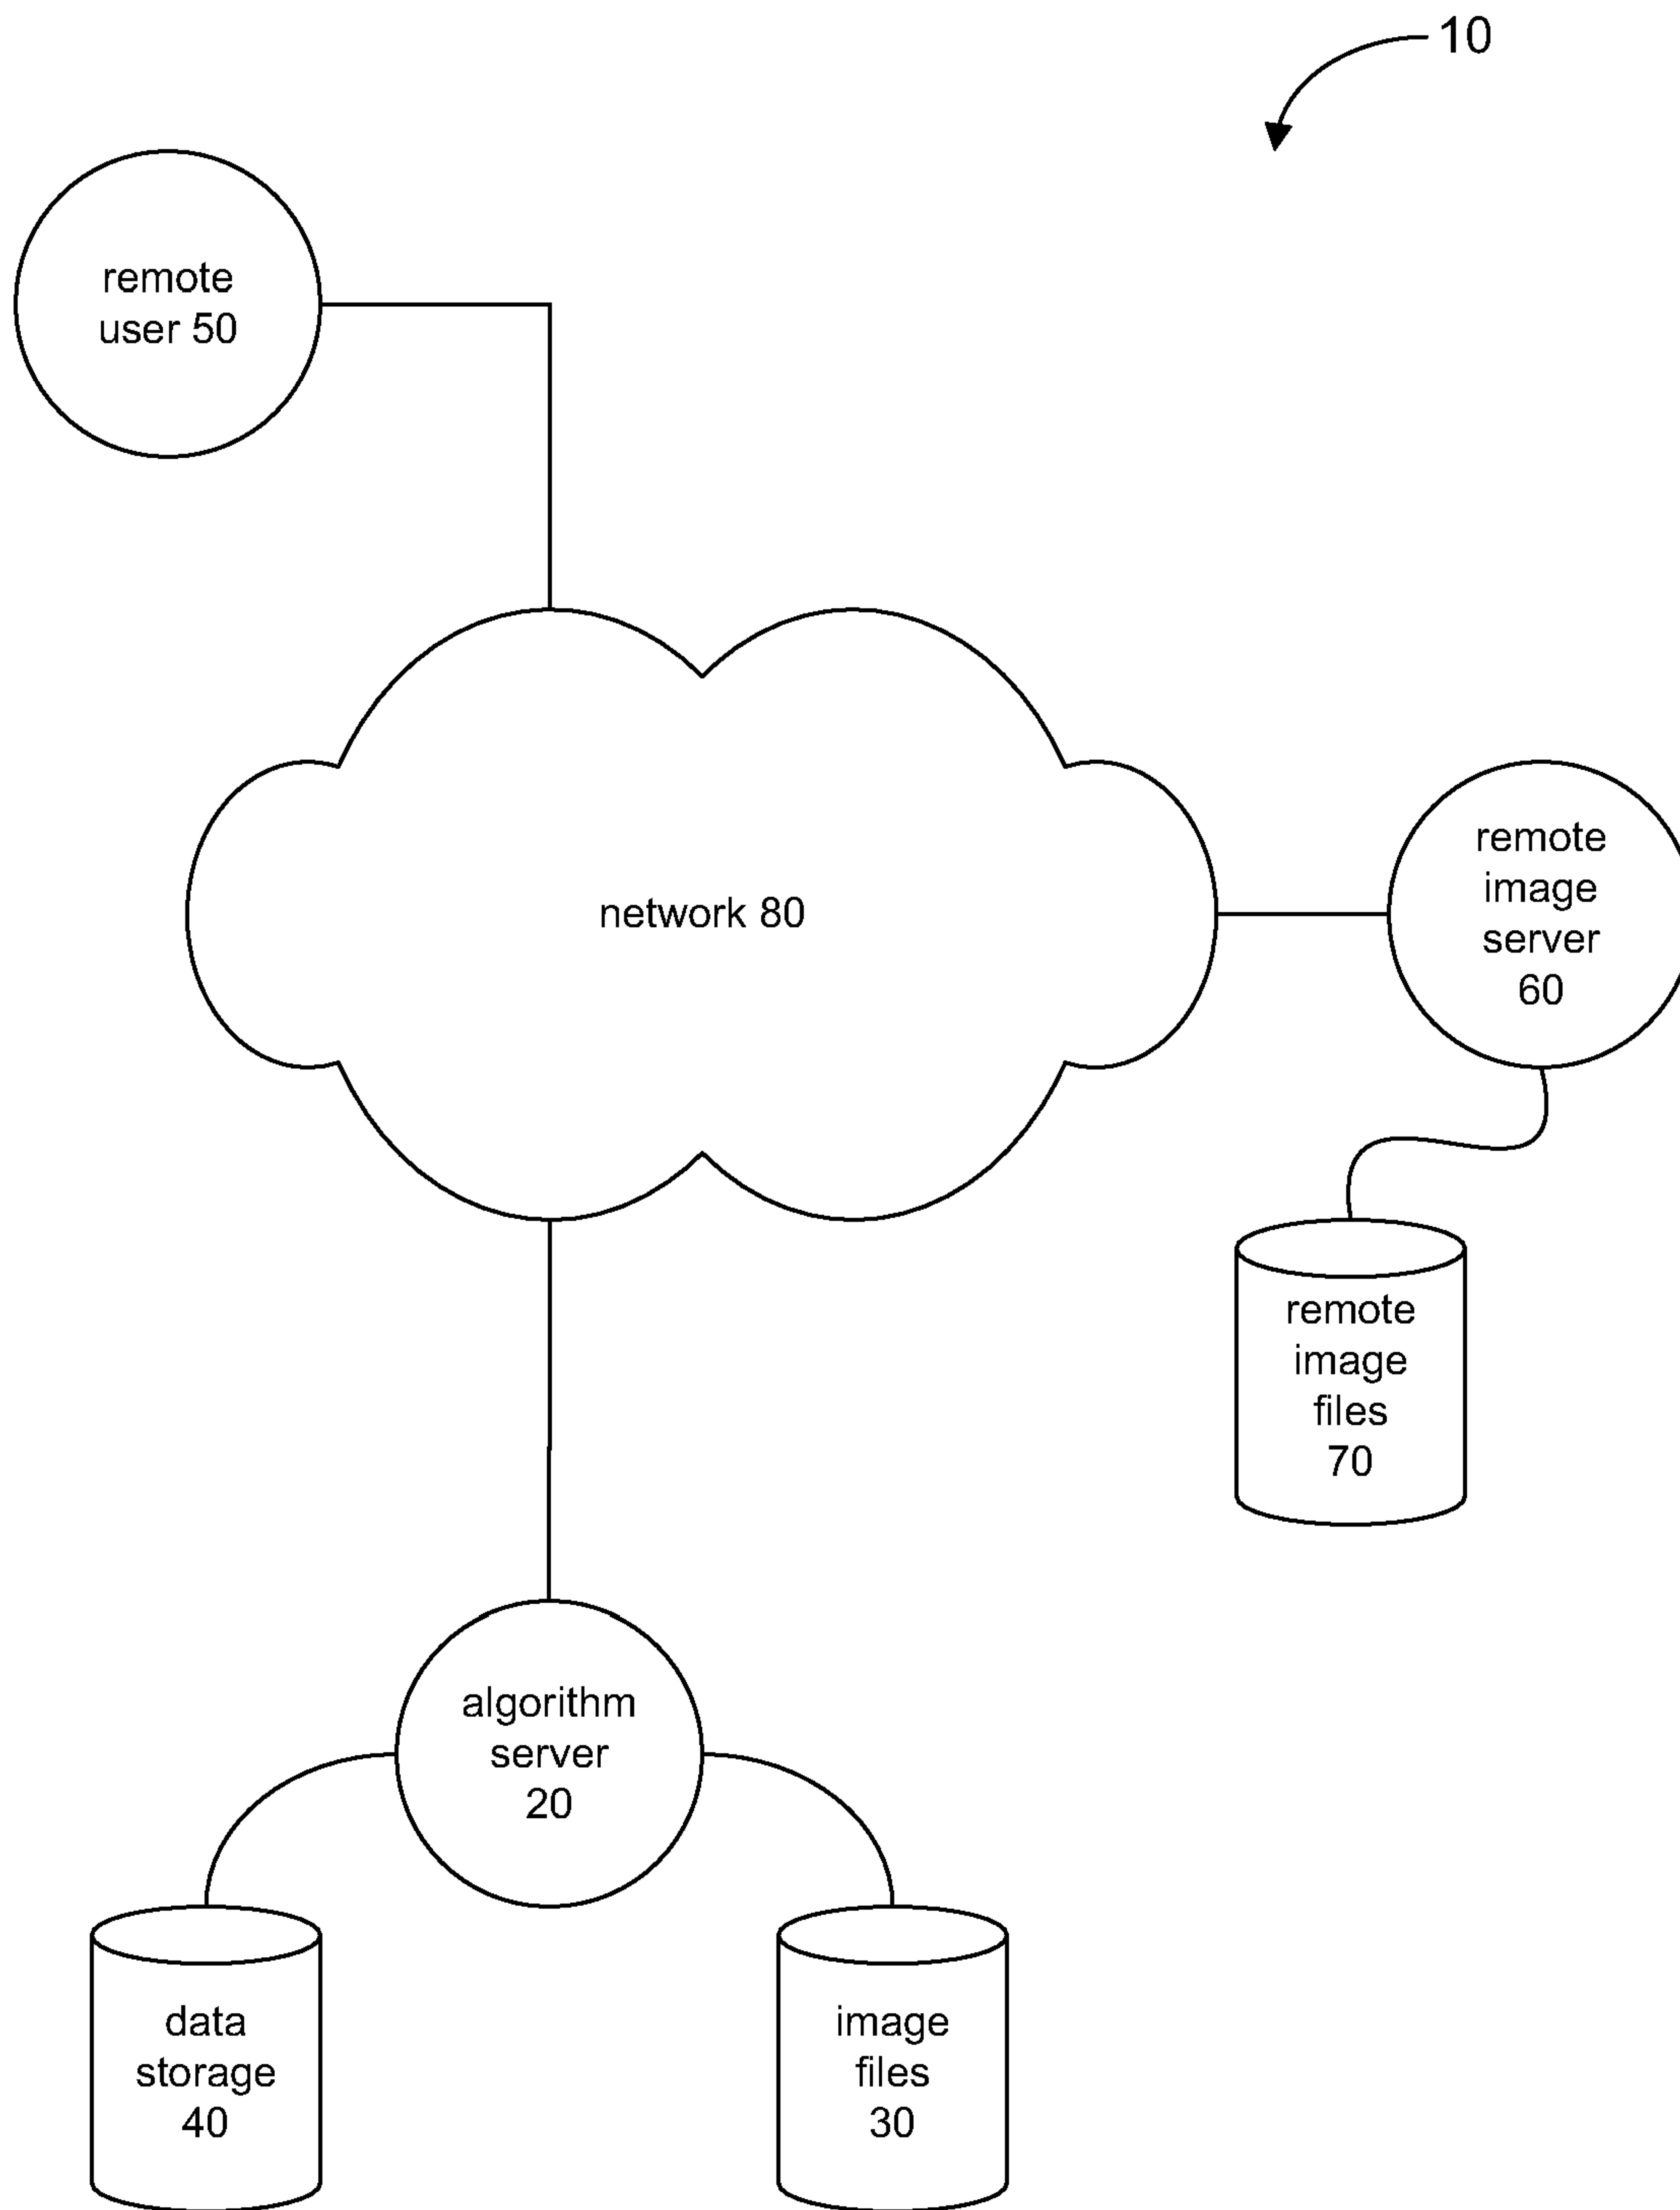 10
remote
user 50
network 80
remote
image
server
60
remote
image
files
70
algorithm
server
20
data
storage
40
image
files
30